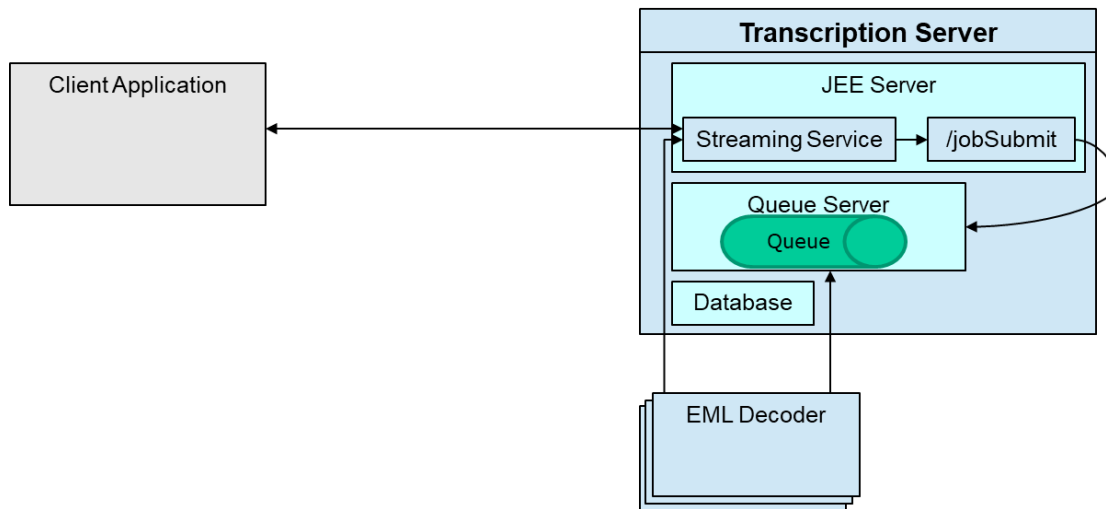 Transcription Server
Client Application
JEE Server
Streaming Service
/jobSubmit
Queue Server
Queue
Database
EML Decoder